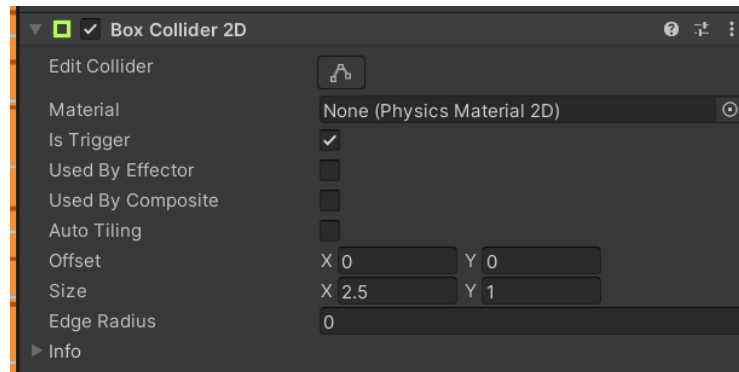 Box Collider 2D
Edit Collider
Material None (Physics Material 2D)
Is Trigger
Used By Effector
Used By Composite
Auto Tiling
Offset X 0 Y 0
Size X 2.5 Y 1
Edge Radius 0
Info